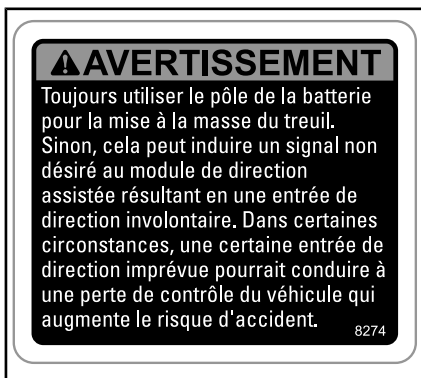 AVERTISSEMENT
Toujours utiliser le pôle de la batterie
pour la mise à la masse du treuil.
Sinon, cela peut induire un signal non
désiré au module de direction
assistée résultant en une entrée de
direction involontaire. Dans certaines
circonstances, une certaine entrée de
direction imprévue pourrait conduire à
une perte de contrôle du véhicule qui
augmente le risque d'accident.
8274